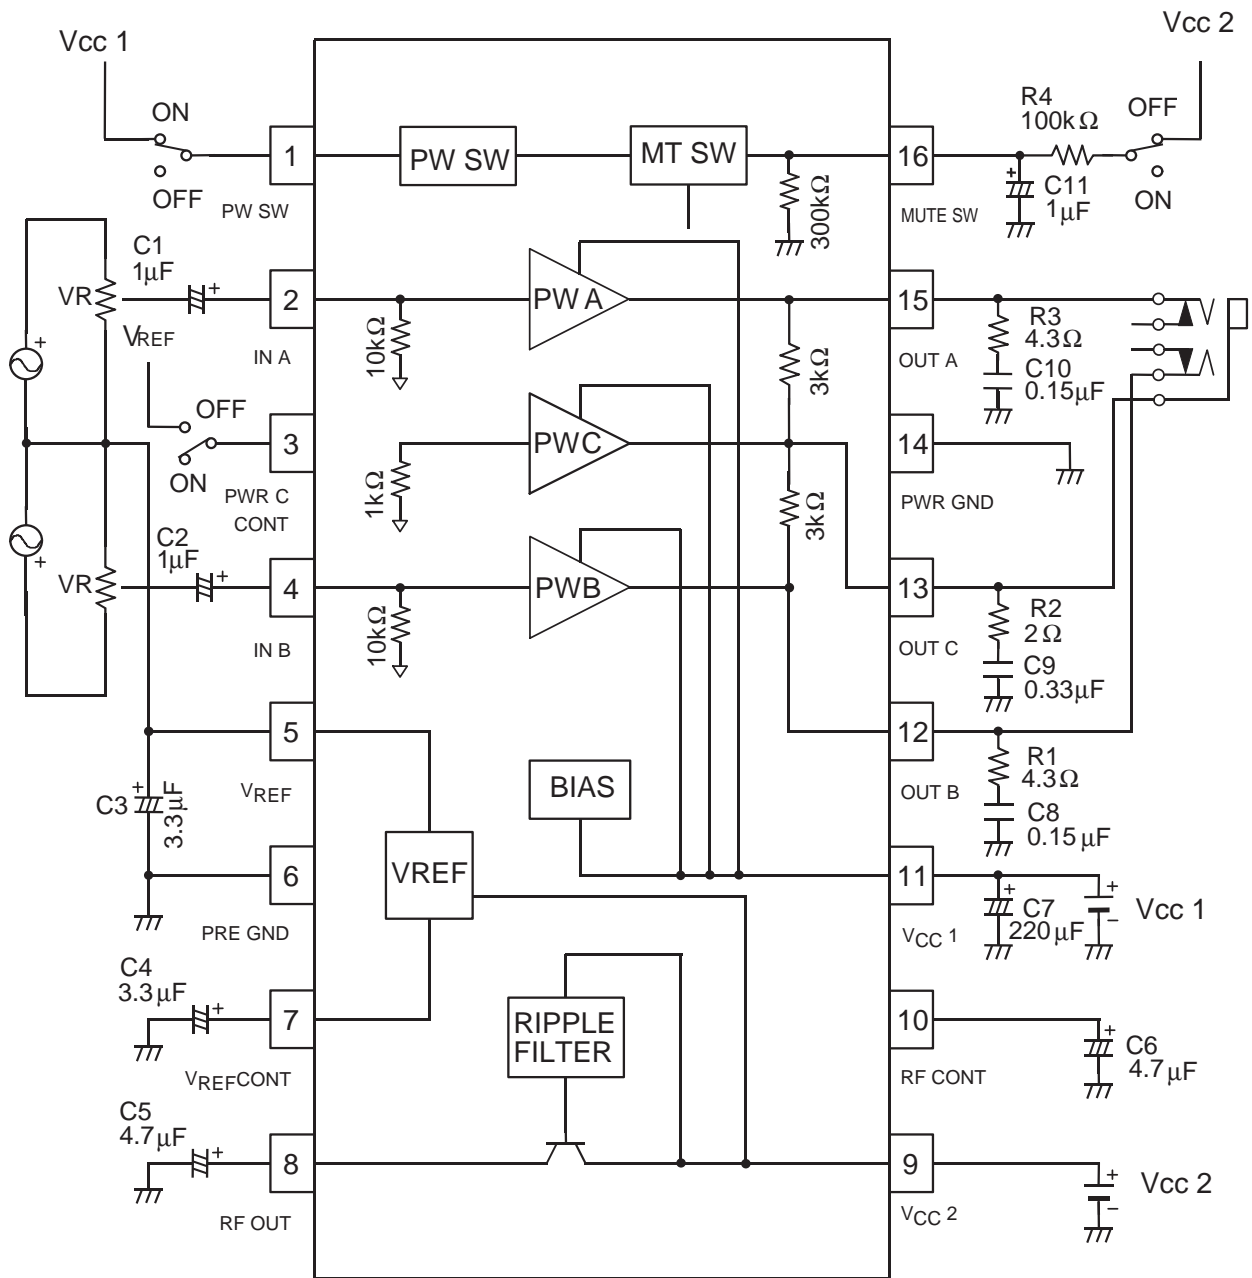 Vcc 1
Vcc 2
ON
OFF
1
PW SW
PW SW
MT SW
300kΩ
16
MUTE SW
R4
100kΩ
OFF
ON
C11
1μF
C1
1μF
VR
+
2
IN A
10kΩ
PW A
3kΩ
15
OUT A
R3
4.3Ω
C10
0.15μF
VREF
OFF
ON
3
PWR C
CONT
1kΩ
PWC
3kΩ
14
PWR GND
C2
1μF
VR
+
4
IN B
10kΩ
PWB
13
OUT C
R2
2Ω
C9
0.33μF
5
VREF
C3
3.3μF
+
BIAS
12
OUT B
R1
4.3Ω
C8
0.15μF
6
PRE GND
VREF
11
VCC 1
+
C7
220μF
+
−
Vcc 1
C4
3.3μF
+
7
VREFCONT
RIPPLE
FILTER
10
RF CONT
+
C6
4.7μF
C5
4.7μF
+
8
RF OUT
9
VCC 2
+
−
Vcc 2